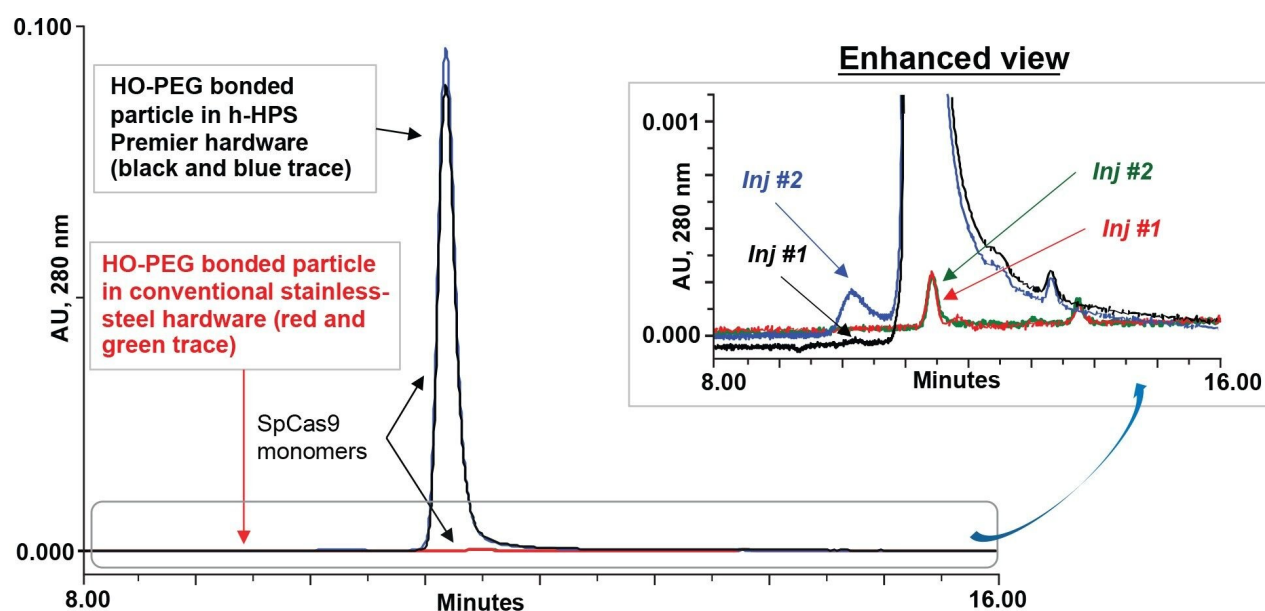 0.100
HO-PEG bonded
particle in h-HPS
Premier hardware
(black and blue trace)
AU, 280 nm
HO-PEG bonded particle
in conventional stainless-
steel hardware (red and
green trace)
SpCas9
monomers
0.000
8.00
Minutes
16.00
Enhanced view
0.001
AU, 280 nm
Inj #2
Inj #1
Inj #2
Inj #1
0.000
8.00
Minutes
16.00